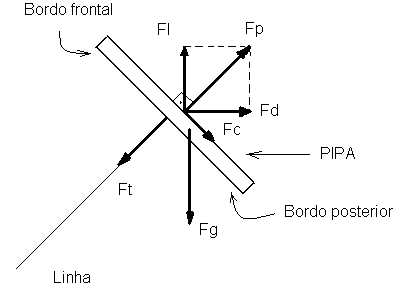 Bordo frontal
Fl
Fp
Fd
Fc
PIPA
Ft
Bordo posterior
Fg
Linha